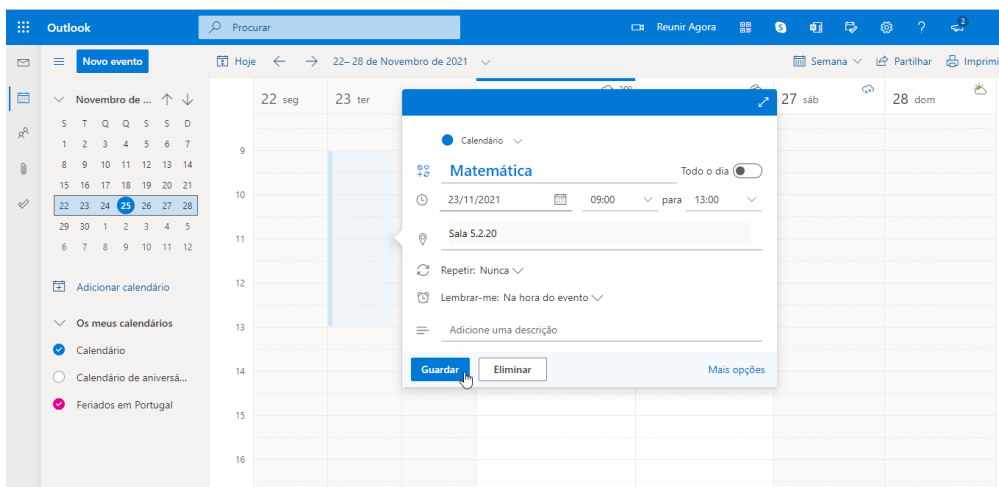 Outlook
Procurar
Reunir Agora
2
Novo evento
Hoje
22– 28 de Novembro de 2021
Semana
Partilhar
Imprimi
Novembro de ...
S T Q Q S S D
1 2 3 4 5 6 7
8 9 10 11 12 13 14
15 16 17 18 19 20 21
22 23 24 25 26 27 28
29 30 1 2 3 4 5
6 7 8 9 10 11 12
Adicionar calendário
Os meus calendários
Calendário
Calendário de aniversá...
Feriados em Portugal
22 seg
23 ter
27 sáb
28 dom
9
10
11
12
13
14
15
16
Calendário
Matemática
Todo o dia
23/11/2021
09:00
para
13:00
Sala 5.2.20
Repetir: Nunca
Lembrar-me: Na hora do evento
Adicione uma descrição
Guardar
Eliminar
Mais opções